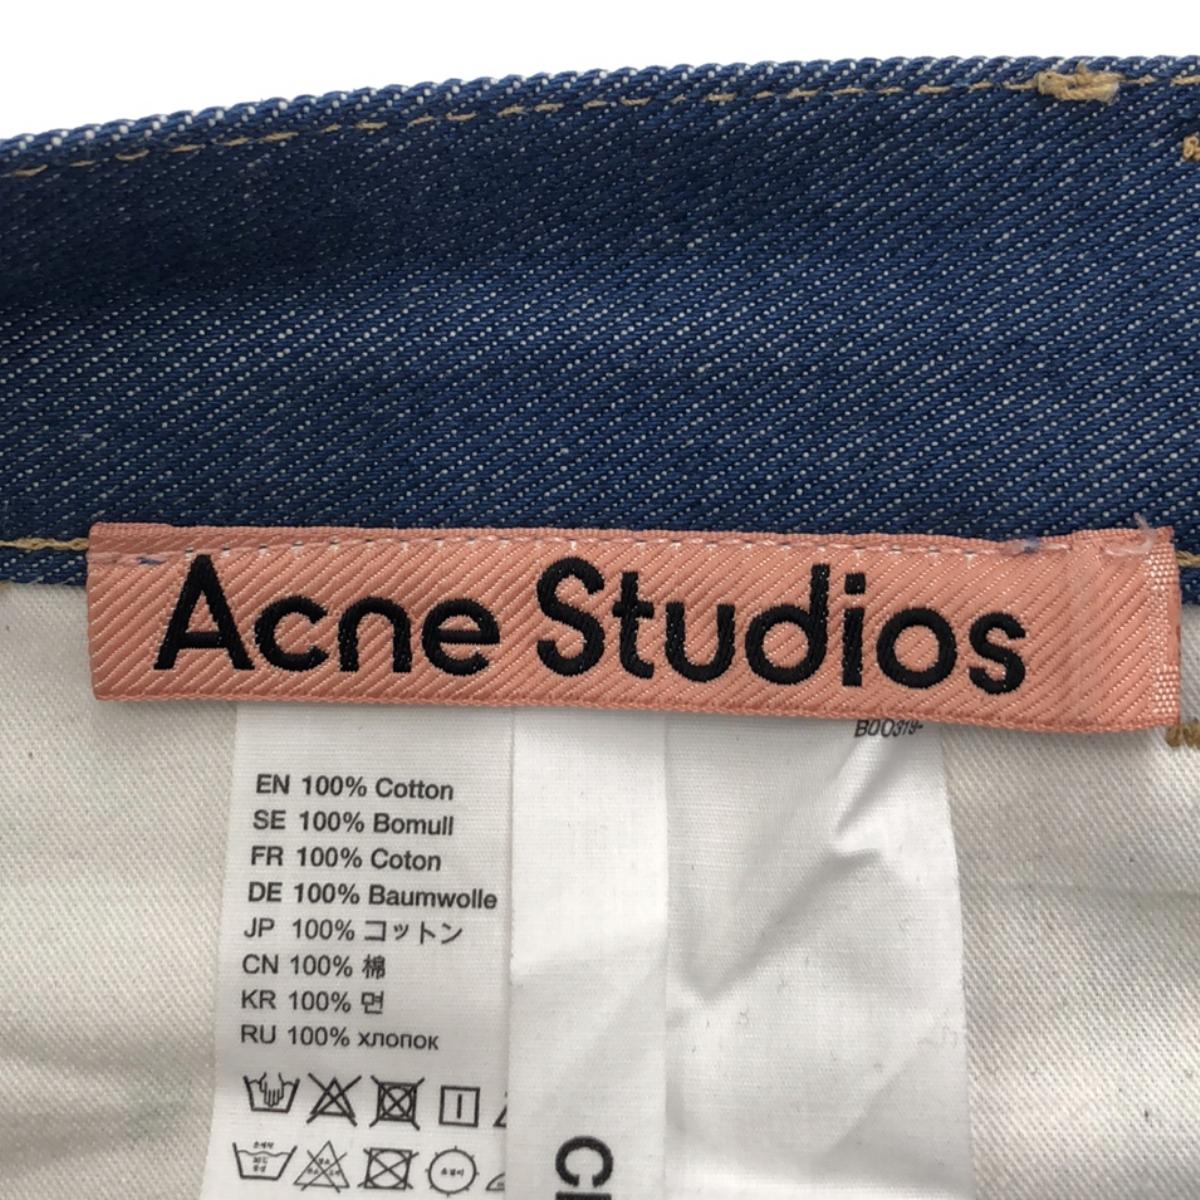 Acne Studios
EN 100% Cotton
SE 100% Bomull
FR 100% Coton
DE 100% Baumwolle
JP 100% コットン
CN 100% 棉
KR 100% 면
RU 100% хлопок